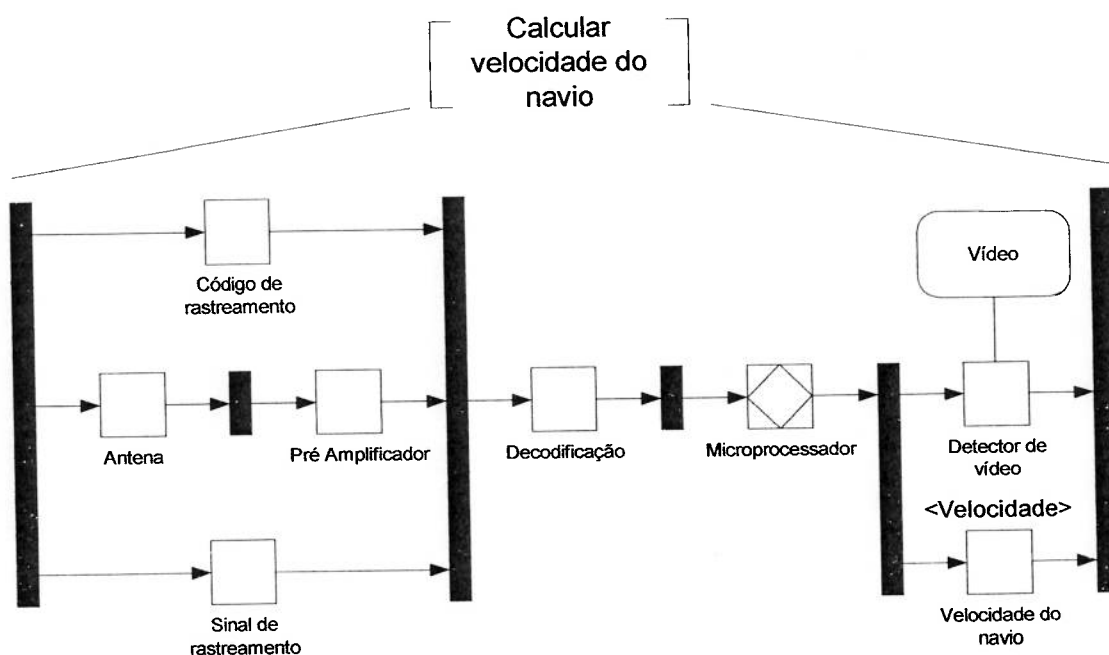 Calcular
velocidade do
navio
Código de
rastreamento
Vídeo
Antena
Pré Amplificador
Decodificação
Microprocessador
Detector de
vídeo
<Velocidade>
Sinal de
rastreamento
Velocidade do
navio